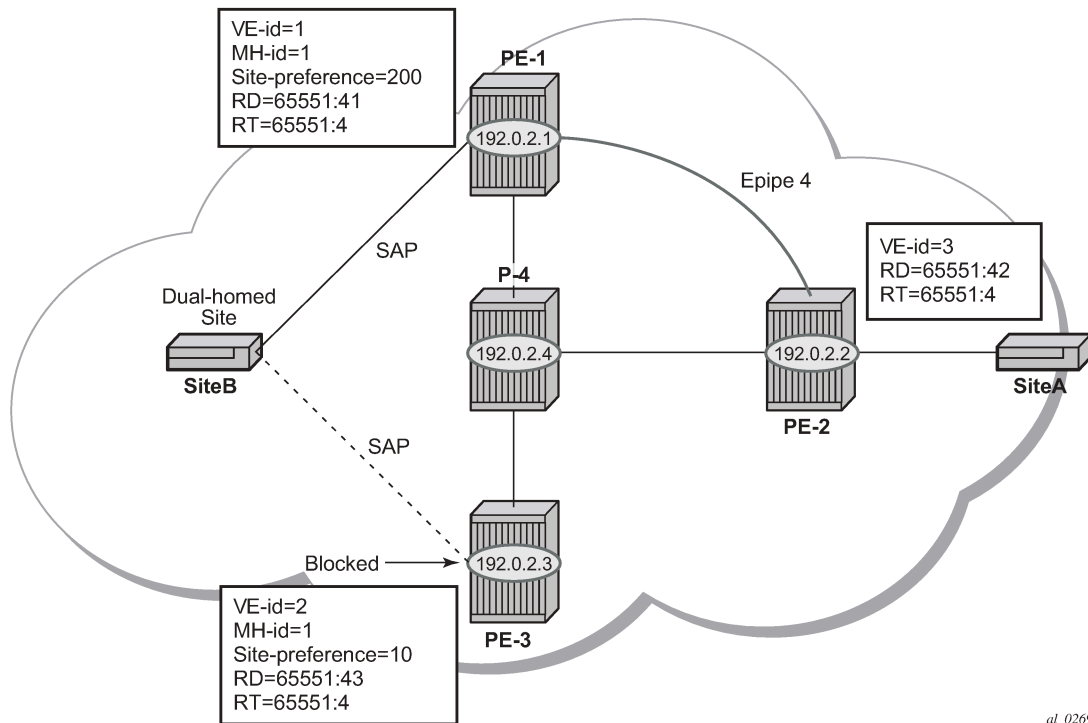 VE-id=1
MH-id=1
Site-preference=200
RD=65551:41
RT=65551:4
PE-1
192.0.2.1
Epipe 4
SAP
VE-id=3
RD=65551:42
RT=65551:4
P-4
192.0.2.4
Dual-homed
Site
SiteB
192.0.2.2
PE-2
SiteA
SAP
Blocked
192.0.2.3
PE-3
VE-id=2
MH-id=1
Site-preference=10
RD=65551:43
RT=65551:4